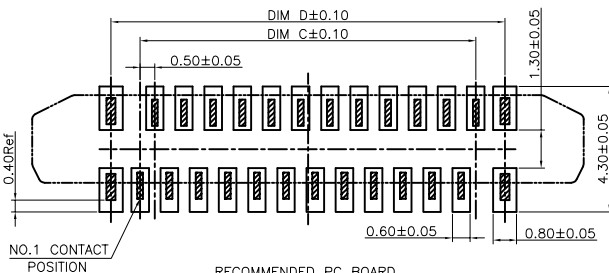 DIM D±0.10
DIM C±0.10
0.50±0.05
1.30±0.05
4.30±0.05
0.40Ref
0.60±0.05
0.80±0.05
NO.1 CONTACT
POSITION
RECOMMENDED PC BOARD